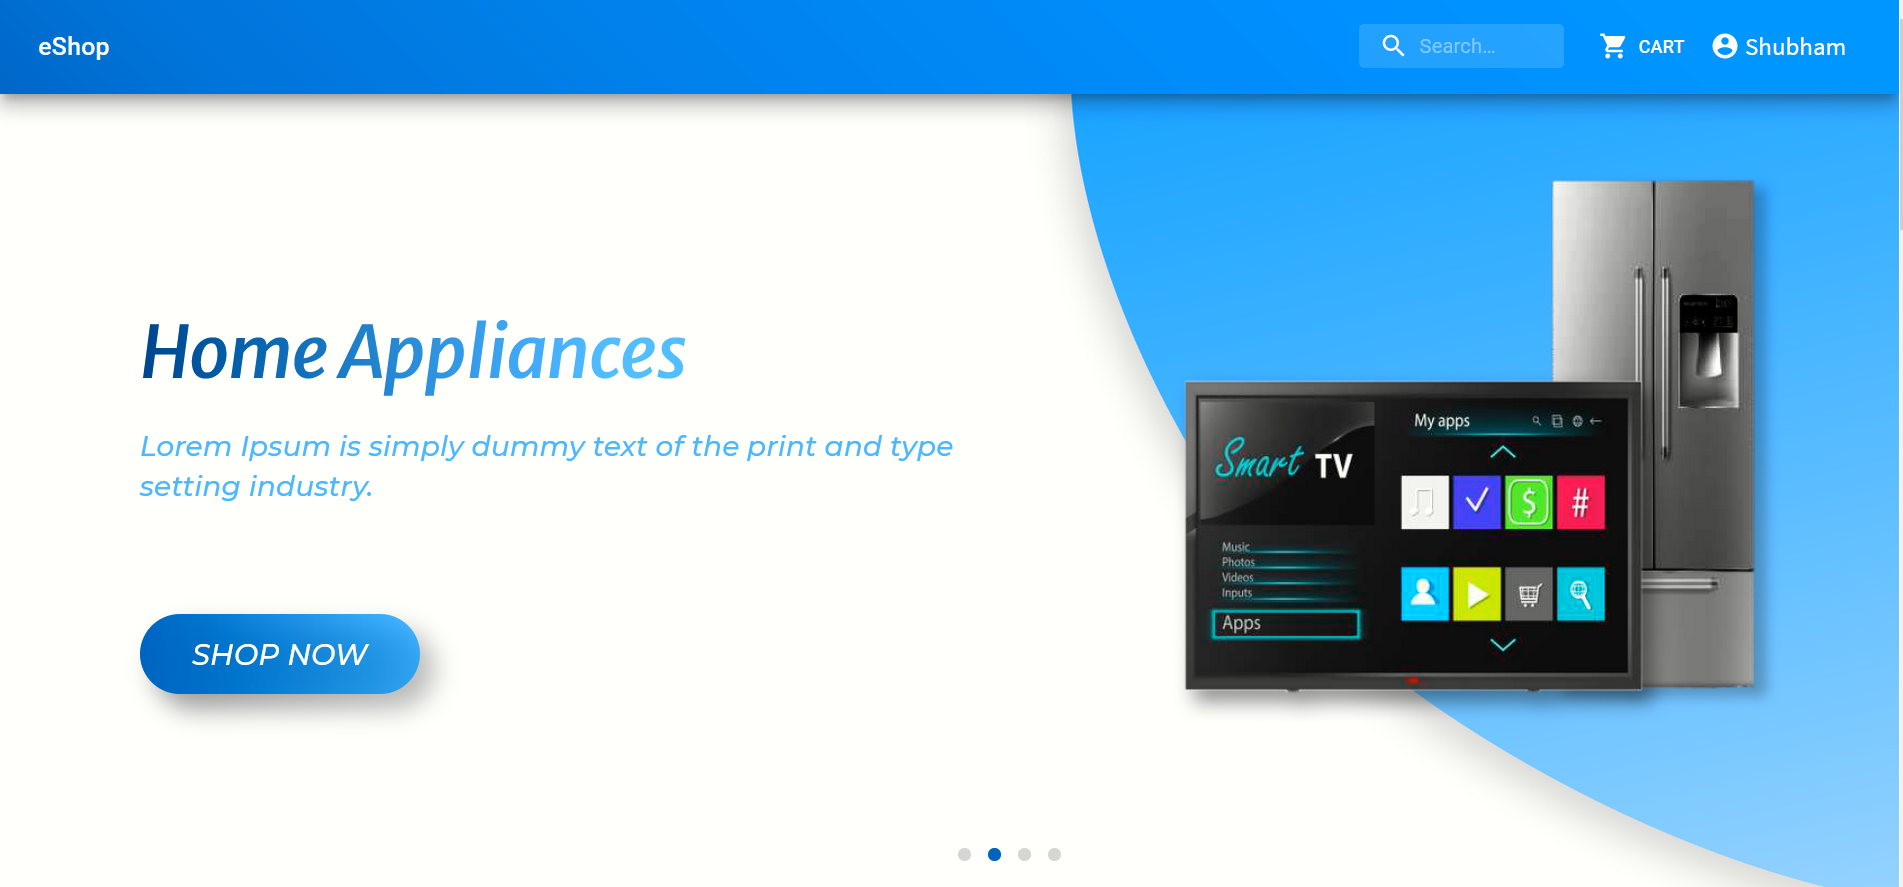 eShop
Search...
CART
Shubham
Home Appliances
Lorem Ipsum is simply dummy text of the print and type
setting industry.
SHOP NOW
Smart TV
My apps
Music
Photos
Videos
Inputs
Apps
$
#